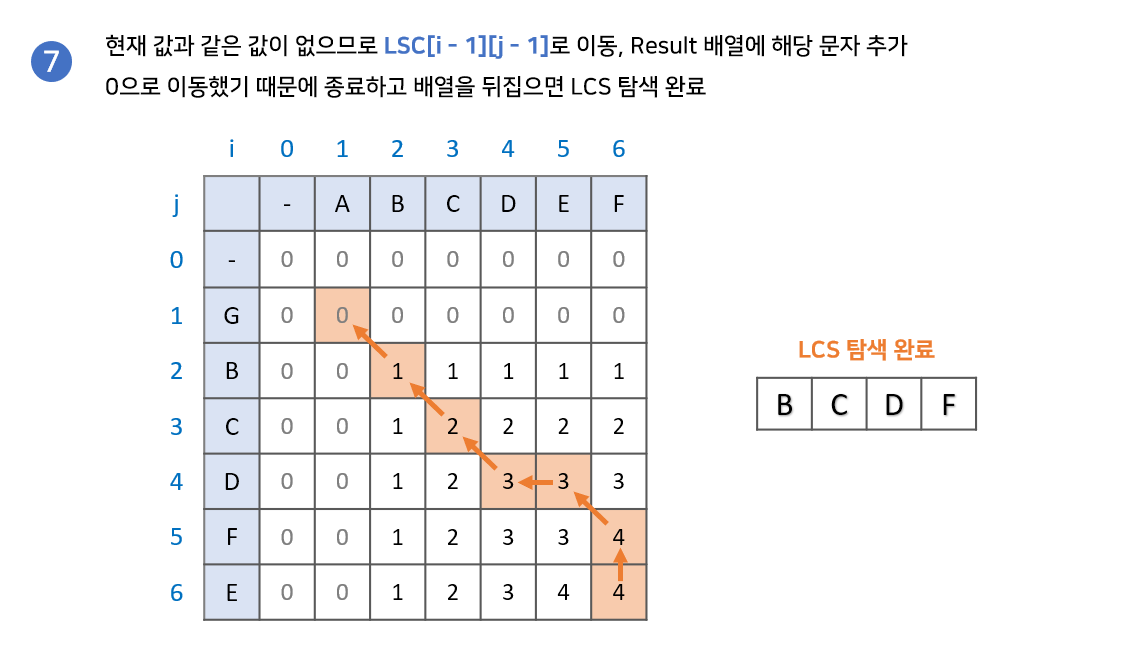 7
현재 값과 같은 값이 없으므로 LSC[i - 1][j - 1]로 이동, Result 배열에 해당 문자 추가
0으로 이동했기 때문에 종료하고 배열을 뒤집으면 LCS 탐색 완료
i 0 1 2 3 4 5 6
j - A B C D E F
0 - 0 0 0 0 0 0 0
1 G 0 0 0 0 0 0 0
2 B 0 0 1 1 1 1 1
3 C 0 0 1 2 2 2 2
4 D 0 0 1 2 3 3 3
5 F 0 0 1 2 3 3 4
6 E 0 0 1 2 3 4 4
LCS 탐색 완료
B C D F